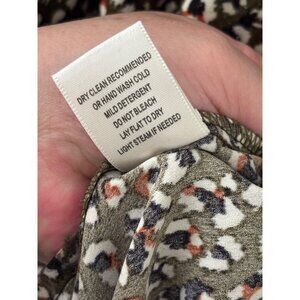 DRY CLEAN RECOMMENDED
OR HAND WASH COLD
MILD DETERGENT
DO NOT BLEACH
LAY FLAT TO DRY
LIGHT STEAM IF NEEDED